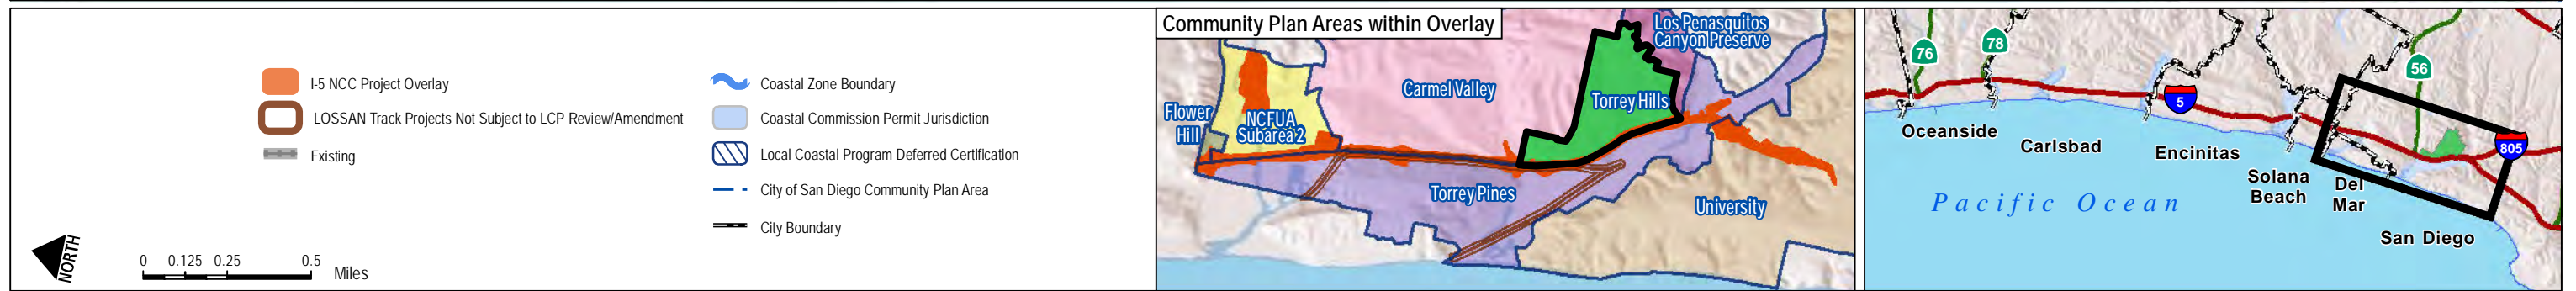 I-5 NCC Project Overlay
LOSSAN Track Projects Not Subject to LCP Review/Amendment
Existing
Coastal Zone Boundary
Coastal Commission Permit Jurisdiction
Local Coastal Program Deferred Certification
City of San Diego Community Plan Area
City Boundary
NORTH
0 0.125 0.25 0.5
Miles
Community Plan Areas within Overlay
Los Penasquitos
Canyon Preserve
Carmel Valley
Torrey Hills
Flower
Hill
NCFUA
Subarea 2
Torrey Pines
University
76
78
56
5
805
Oceanside
Carlsbad
Encinitas
Solana
Beach
Del
Mar
Pacific Ocean
San Diego